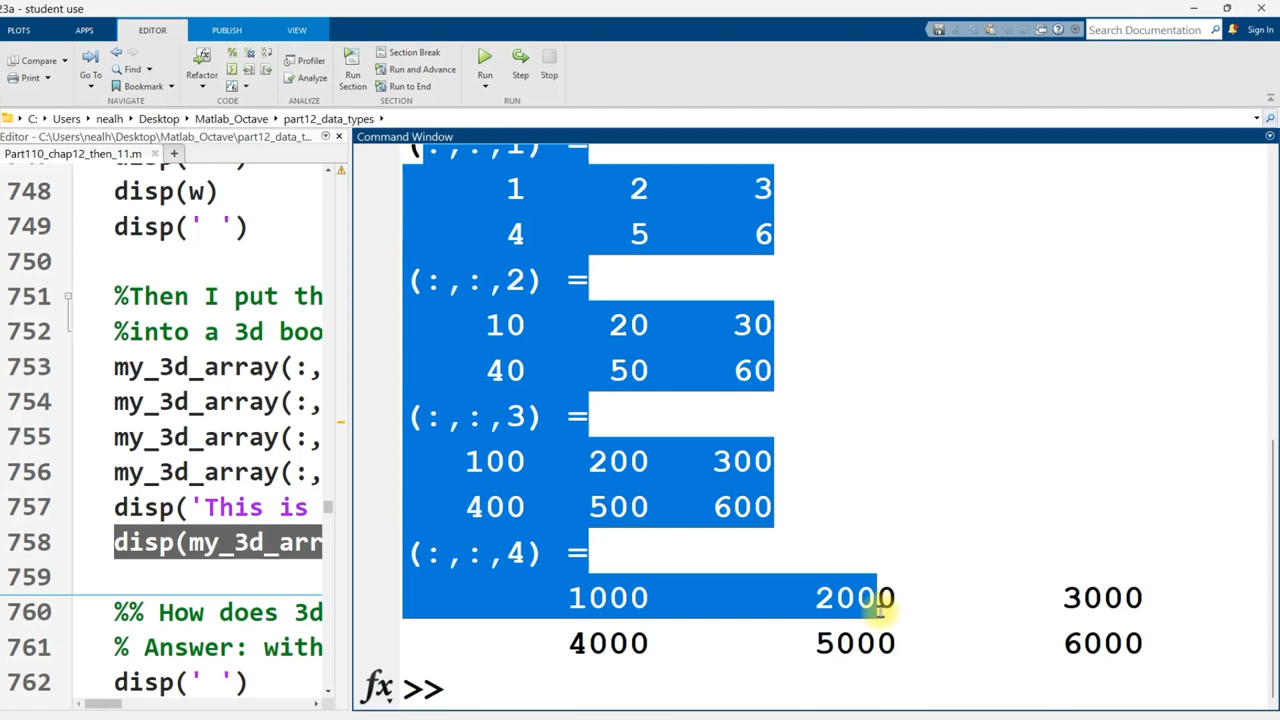 23a - student use
PLOTS APPS EDITOR PUBLISH VIEW Search Documentation Sign In
Compare Print Go To Find Bookmark Refactor Profiler Analyze Run Section Section Break Run and Advance Run to End Run Step Stop
NAVIGATE CODE ANALYZE SECTION RUN
C: Users nealh Desktop Matlab_Octave part12_data_types
Editor - C:\Users\nealh\Desktop\Matlab_Octave\part12_data_t...
Part110_chap12_then_11.m
748 disp(w)
749 disp(' ')
750
751 %Then I put th
752 %into a 3d boo
753 my_3d_array(:,
754 my_3d_array(:,
755 my_3d_array(:,
756 my_3d_array(:,
757 disp('This is
758 disp(my_3d_arr
759
760 %% How does 3d
761 % Answer: with
762 disp(' ')
Command Window
(:,:,1) =
1 2 3
4 5 6
(:,:,2) =
10 20 30
40 50 60
(:,:,3) =
100 200 300
400 500 600
(:,:,4) =
1000 2000 3000
4000 5000 6000
fx >>